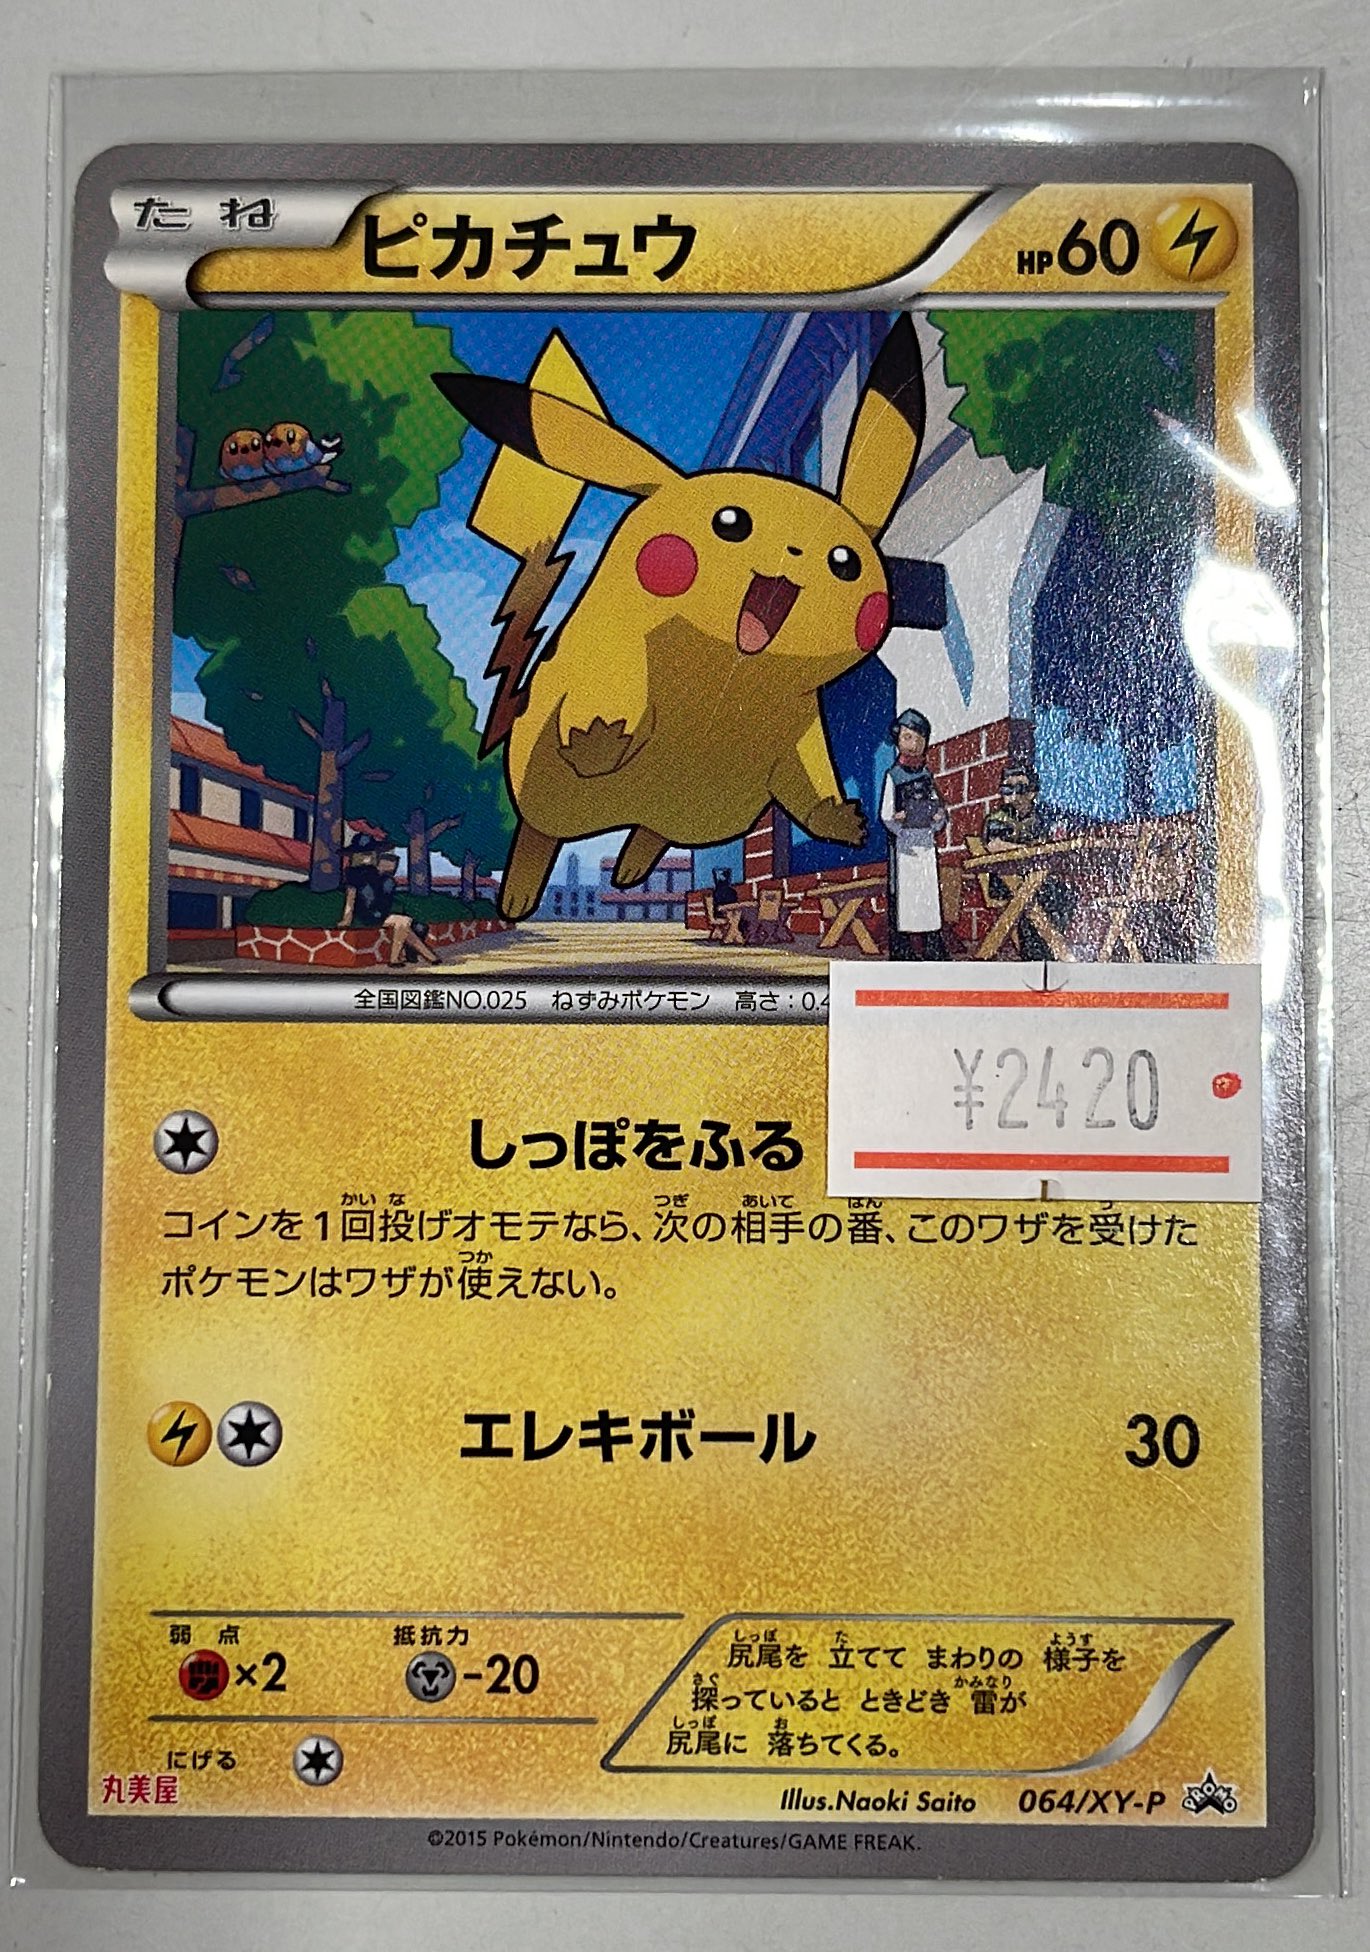 たね ピカチュウ HP60
全国図鑑NO.025 ねずみポケモン 高さ:0.4
¥2420
しっぽをふる
コインを1回投げオモテなら、次の相手の番、このワザを受けた
ポケモンはワザが使えない。
エレキボール 30
弱点 抵抗力
×2 -20
にげる
尻尾を 立てて まわりの 様子を
探っていると ときどき 雷が
尻尾に 落ちてくる。
丸美屋
Illus.Naoki Saito 064/XY-P PROMO
©2015 Pokémon/Nintendo/Creatures/GAME FREAK.